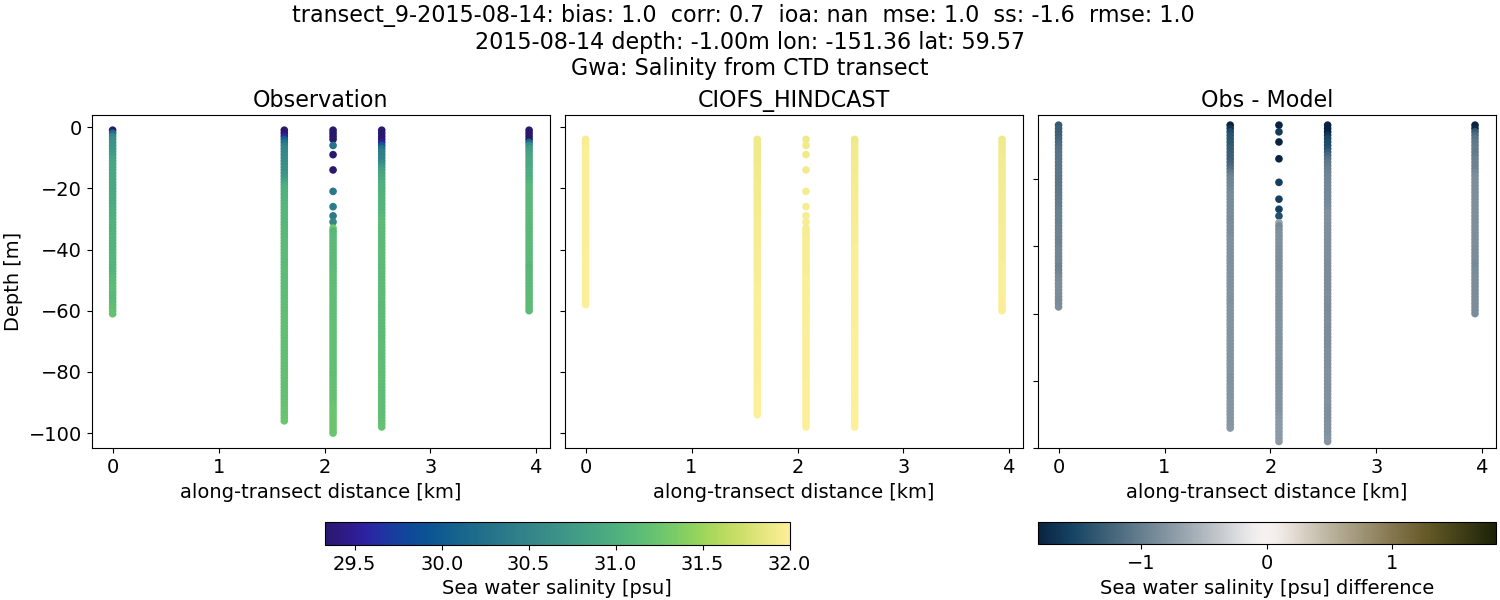 transect_9-2015-08-14: bias: 1.0 corr: 0.7 ioa: nan mse: 1.0 ss: -1.6 rmse: 1.0
2015-08-14 depth: -1.00m lon: -151.36 lat: 59.57
Gwa: Salinity from CTD transect
Observation
CIOFS_HINDCAST
Obs - Model
Depth [m]
0
−20
−40
−60
−80
−100
0 1 2 3 4
0 1 2 3 4
0 1 2 3 4
along-transect distance [km]
along-transect distance [km]
along-transect distance [km]
29.5 30.0 30.5 31.0 31.5 32.0
Sea water salinity [psu]
−1 0 1
Sea water salinity [psu] difference